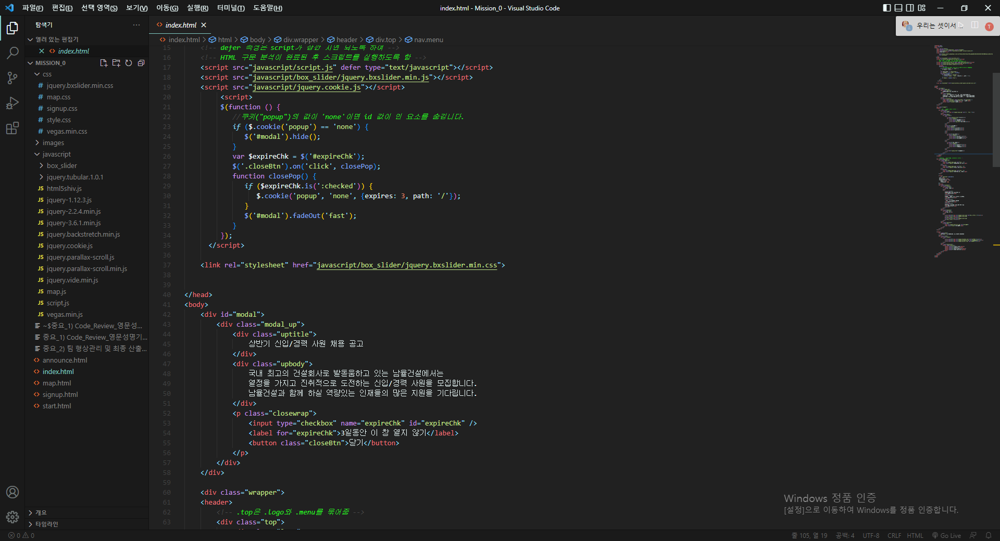 파일(F) 편집(E) 선택 영역(S) 보기(V) 이동(G) 실행(R) 터미널(T) 도움말(H)
index.html - Mission_0 - Visual Studio Code
탐색기
index.html
우리는 셋이서 ...
열려 있는 편집기
index.html
index.html > html > body > div.wrapper > header > div.top > nav.menu
MISSION_0
css
jquery.bxslider.min.css
map.css
signup.css
style.css
vegas.min.css
images
javascript
box_slider
jquery.tubular.1.0.1
html5shiv.js
jquery-1.12.3.js
jquery-2.2.4.min.js
jquery-3.6.1.min.js
jquery.backstretch.min.js
jquery.cookie.js
jquery.parallax-scroll.js
jquery.parallax-scroll.min.js
jquery.vide.min.js
map.js
script.js
vegas.min.js
~$중요_1) Code_Review_영문성...
중요_1) Code_Review_영문성명기...
중요_2) 팀 형상관리 및 최종 산출...
announce.html
index.html
map.html
signup.html
start.html
개요
타임라인
15 <!-- defer 속성은 script가 잠깐 지연 되도록 하여 -->
16 <!-- HTML 구문 분석이 완료된 후 스크립트를 실행하도록 함 -->
17 <script src="javascript/script.js" defer type="text/javascript"></script>
18 <script src="javascript/box_slider/jquery.bxslider.min.js"></script>
19 <script src="javascript/jquery.cookie.js"></script>
20 <script>
21 $(function () {
22 //쿠키("popup")의 값이 'none'이면 id 값이 인 요소를 숨깁니다.
23 if ($.cookie('popup') == 'none') {
24 $('#modal').hide();
25 }
26 var $expireChk = $('#expireChk');
27 $('.closeBtn').on('click', closePop);
28 function closePop() {
29 if ($expireChk.is(':checked')) {
30 $.cookie('popup', 'none', {expires: 3, path: '/'});
31 }
32 $('#modal').fadeOut('fast');
33 }
34 });
35 </script>
36
37 <link rel="stylesheet" href="javascript/box_slider/jquery.bxslider.min.css">
38
39
40 </head>
41 <body>
42 <div id="modal">
43 <div class="modal_up">
44 <div class="uptitle">
45 상반기 신입/경력 사원 채용 공고
46 </div>
47 <div class="upbody">
48 국내 최고의 건설회사로 발돋움하고 있는 남율건설에서는
49 열정을 가지고 진취적으로 도전하는 신입/경력 사원을 모집합니다.
50 남율건설과 함께 하실 역량있는 인재들의 많은 지원을 기다립니다.
51 </div>
52 <p class="closewrap">
53 <input type="checkbox" name="expireChk" id="expireChk" />
54 <label for="expireChk">3일동안 이 창 열지 않기</label>
55 <button class="closeBtn">닫기</button>
56 </p>
57 </div>
58 </div>
59
60 <div class="wrapper">
61 <header>
62 <!-- .top은 .logo와 .menu를 묶어줌 -->
63 <div class="top">
Windows 정품 인증
[설정]으로 이동하여 Windows를 정품 인증합니다.
0 0
줄 105, 열 19 공백: 4 UTF-8 CRLF HTML Go Live